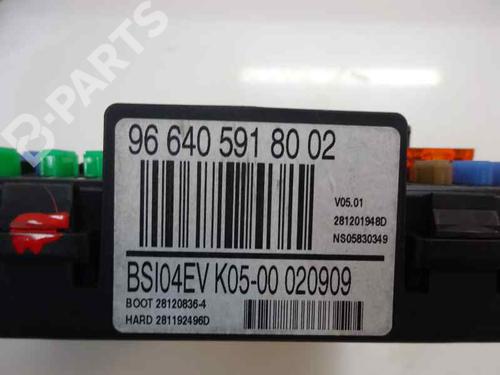 B-PARTS
96 640 591 80 02
V05.01
281201948D
NS05830349
BSI04EV K05-00 020909
BOOT 28120836-4
HARD 281192496D